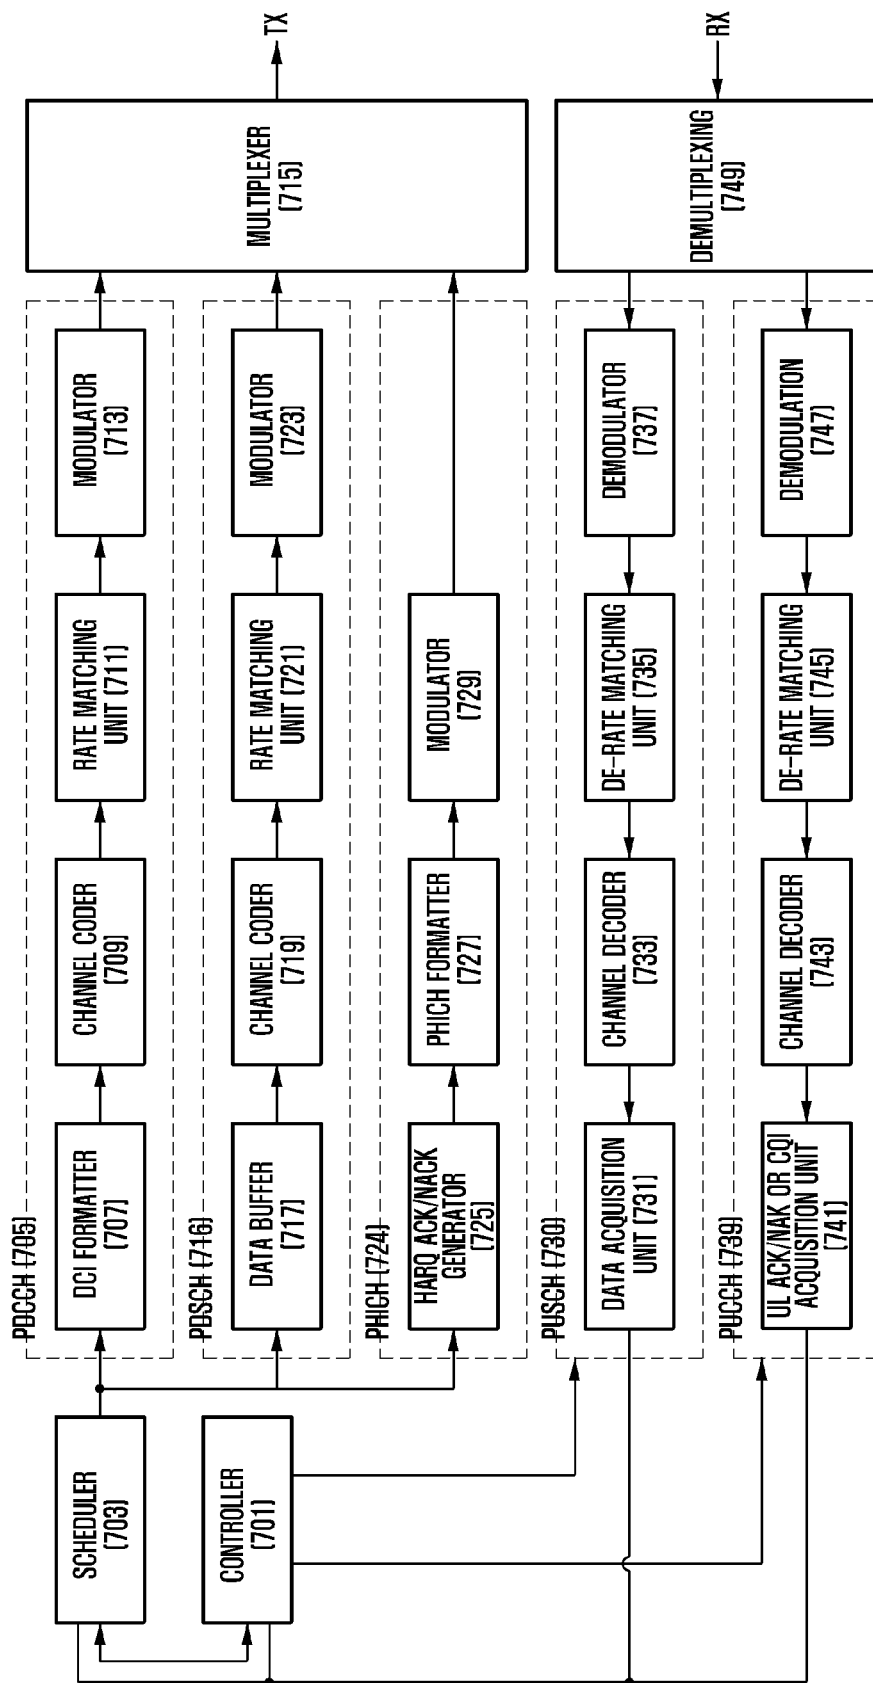 SCHEDULER
(703)
CONTROLLER
(701)
PDCCH (705)
DCI FORMATTER
(707)
CHANNEL CODER
(709)
RATE MATCHING
UNIT (711)
MODULATOR
(713)
PDSCH (716)
DATA BUFFER
(717)
CHANNEL CODER
(719)
RATE MATCHING
UNIT (721)
MODULATOR
(723)
PHICH (724)
HARQ ACK/NACK
GENERATOR
(725)
PHICH FORMATTER
(727)
MODULATOR
(729)
MULTIPLEXER
(715)
TX
PUSCH (730)
DATA ACQUISITION
UNIT (731)
CHANNEL DECODER
(733)
DE-RATE MATCHING
UNIT (735)
DEMODULATOR
(737)
PUCCH (739)
UL ACK/NAK OR CQI
ACQUISITION UNIT
(741)
CHANNEL DECODER
(743)
DE-RATE MATCHING
UNIT (745)
DEMODULATION
(747)
DEMULTIPLEXING
(749)
RX